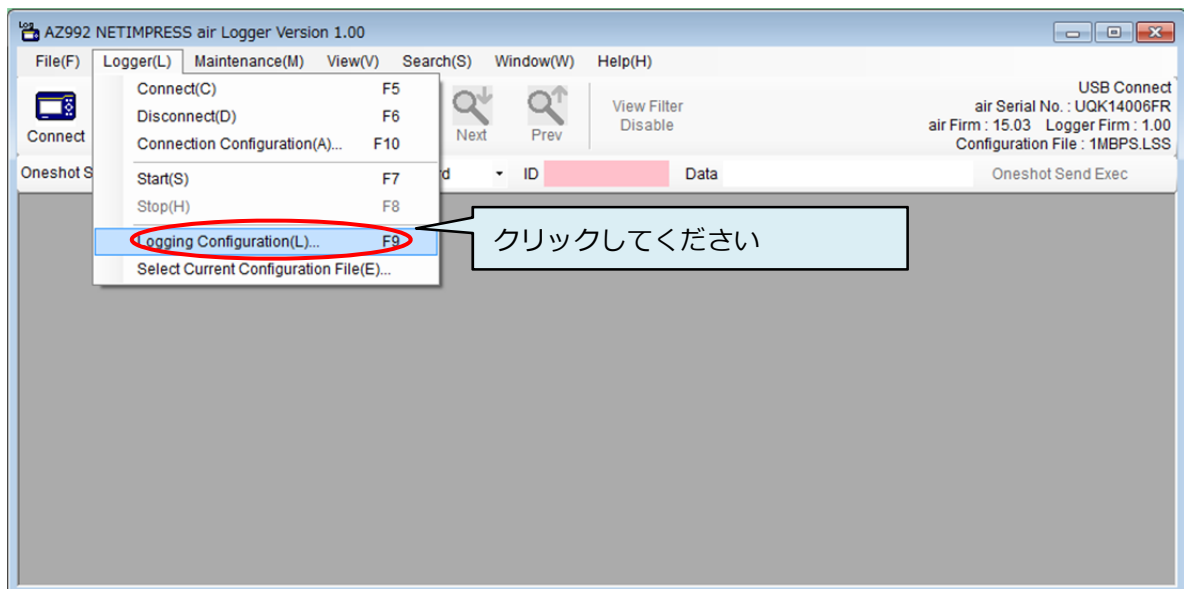 Log
AZ992 NETIMPRESS air Logger Version 1.00
File(F) Logger(L) Maintenance(M) View(V) Search(S) Window(W) Help(H)
Connect(C) F5
Disconnect(D) F6
Connection Configuration(A)... F10
Start(S) F7
Stop(H) F8
Logging Configuration(L)... F9
Select Current Configuration File(E)...
Connect
Next
Prev
View Filter
Disable
USB Connect
air Serial No. : UQK14006FR
air Firm : 15.03 Logger Firm : 1.00
Configuration File : 1MBPS.LSS
Oneshot S
rd
ID
Data
Oneshot Send Exec
クリックしてください